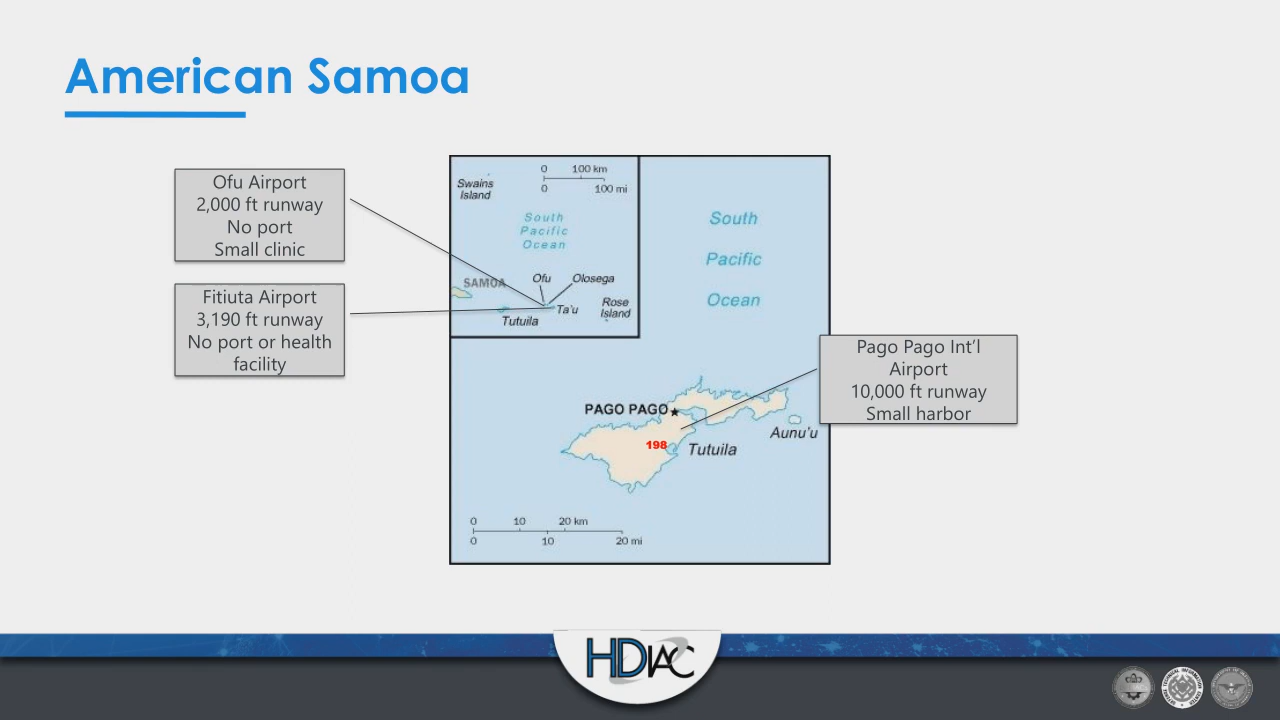 American Samoa
Ofu Airport
2,000 ft runway
No port
Small clinic
Fitiuta Airport
3,190 ft runway
No port or health
facility
0 100 km
0 100 mi
Swains
Island
South
Pacific
Ocean
SAMOA
Ofu
Olosega
Ta'u
Rose
Island
Tutuila
South
Pacific
Ocean
Pago Pago Int'l
Airport
10,000 ft runway
Small harbor
PAGO PAGO
Aunu'u
198
Tutuila
0 10 20 km
0 10 20 mi
HDIAC